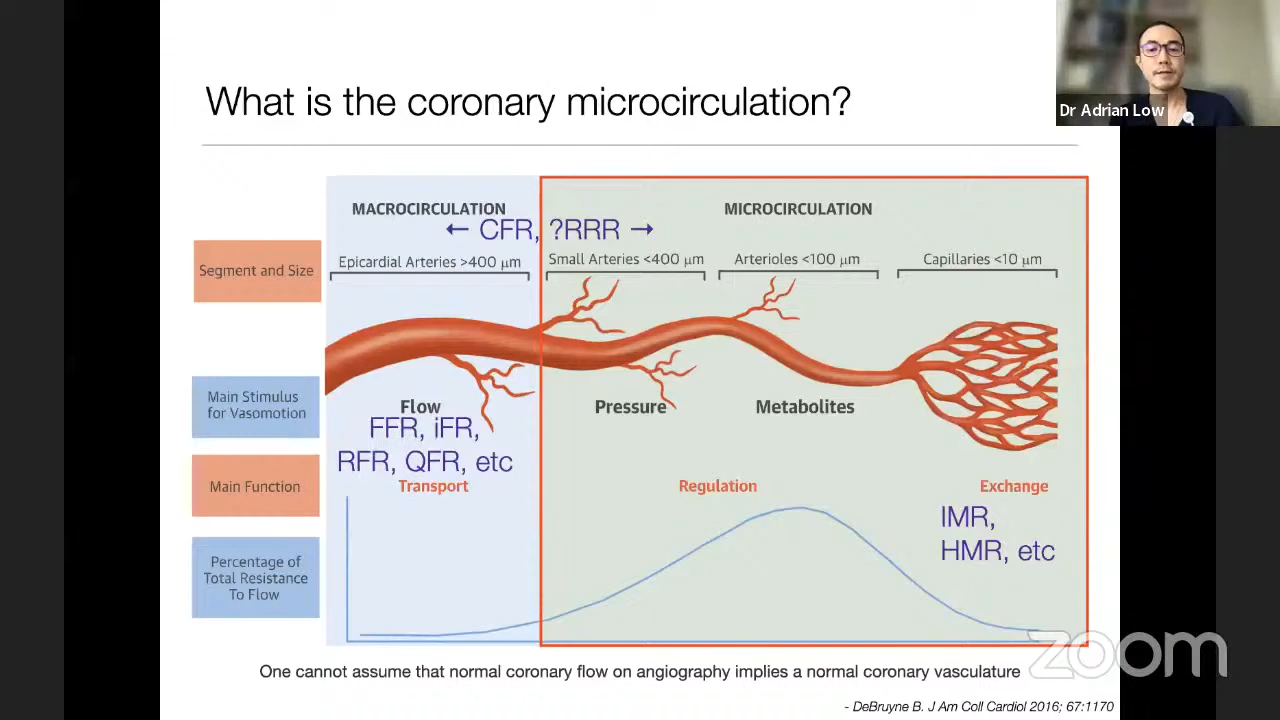 Dr Adrian Low
What is the coronary microcirculation?
MACROCIRCULATION
MICROCIRCULATION
← CFR, ?RRR →
Segment and Size
Epicardial Arteries >400 μm
Small Arteries <400 μm
Arterioles <100 μm
Capillaries <10 μm
Main Stimulus
for Vasomotion
Flow
Pressure
Metabolites
FFR, iFR,
RFR, QFR, etc
Main Function
Transport
Regulation
Exchange
IMR,
HMR, etc
Percentage of
Total Resistance
To Flow
zoom
One cannot assume that normal coronary flow on angiography implies a normal coronary vasculature
- DeBruyne B. J Am Coll Cardiol 2016; 67:1170